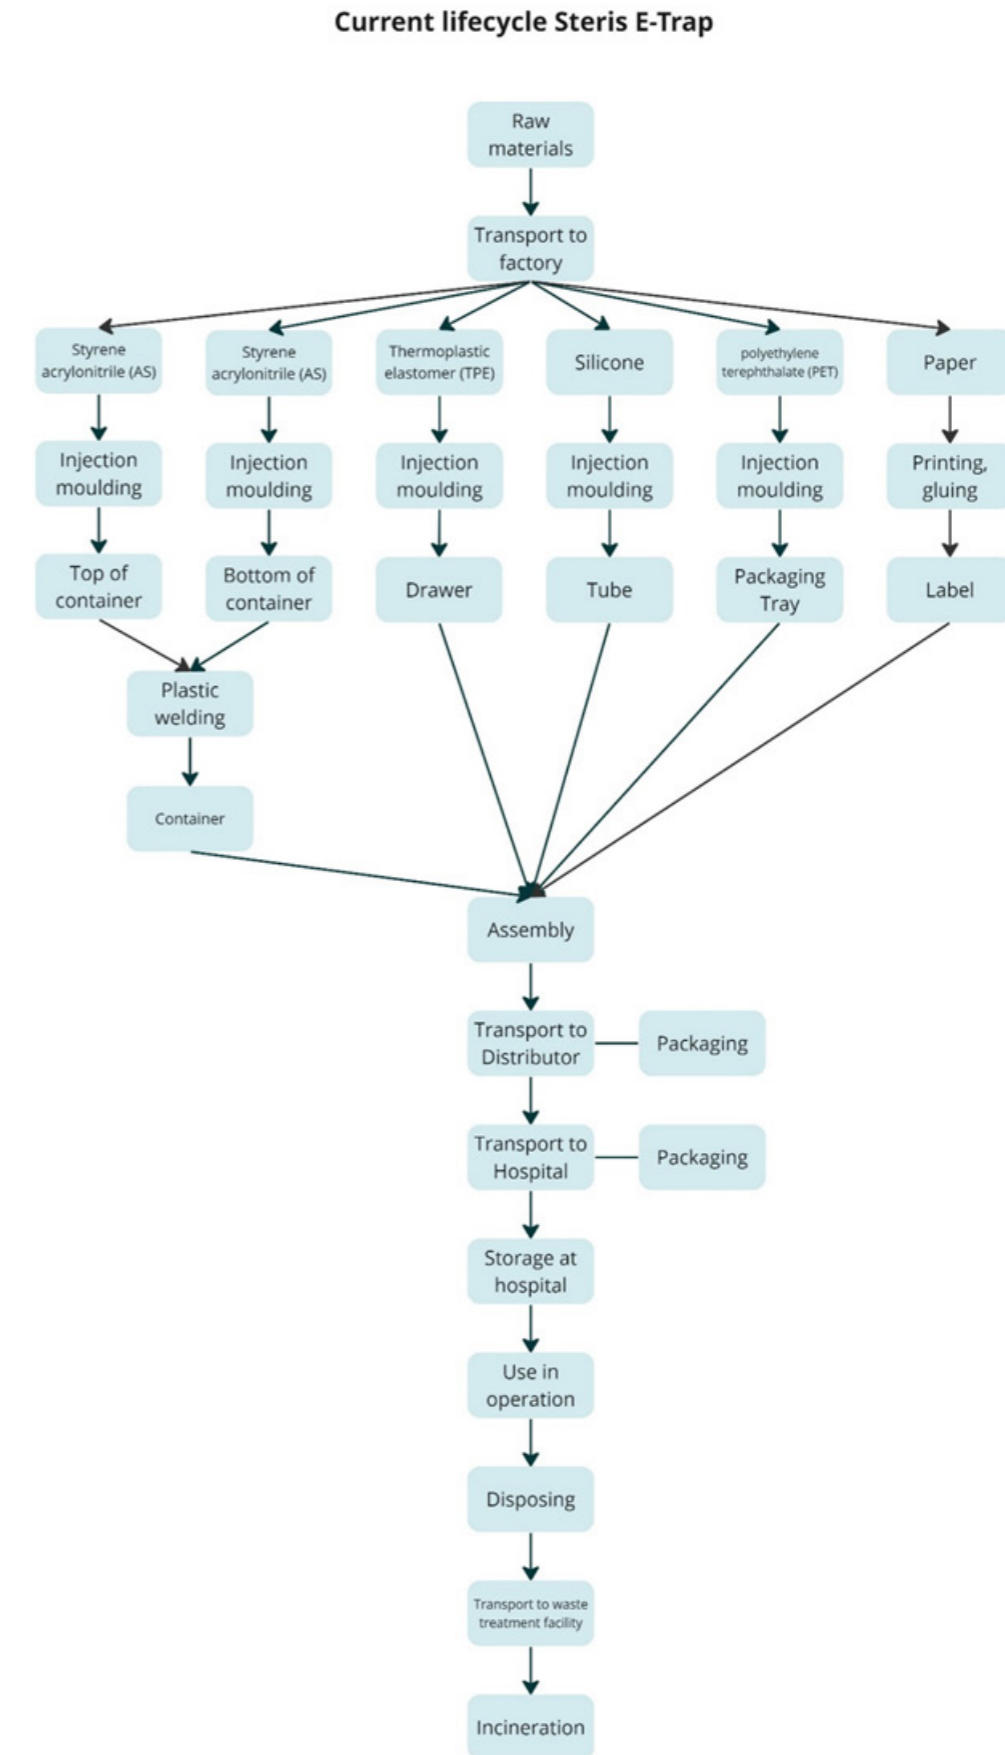 Current lifecycle Steris E-Trap
Raw
materials
Transport to
factory
Styrene
acrylonitrile (AS)
Styrene
acrylonitrile (AS)
Thermoplastic
elastomer (TPE)
Silicone
polyethylene
terephthalate (PET)
Paper
Injection
moulding
Injection
moulding
Injection
moulding
Injection
moulding
Injection
moulding
Printing,
gluing
Top of
container
Bottom of
container
Drawer
Tube
Packaging
Tray
Label
Plastic
welding
Container
Assembly
Transport to
Distributor
Packaging
Transport to
Hospital
Packaging
Storage at
hospital
Use in
operation
Disposing
Transport to waste
treatment facility
Incineration